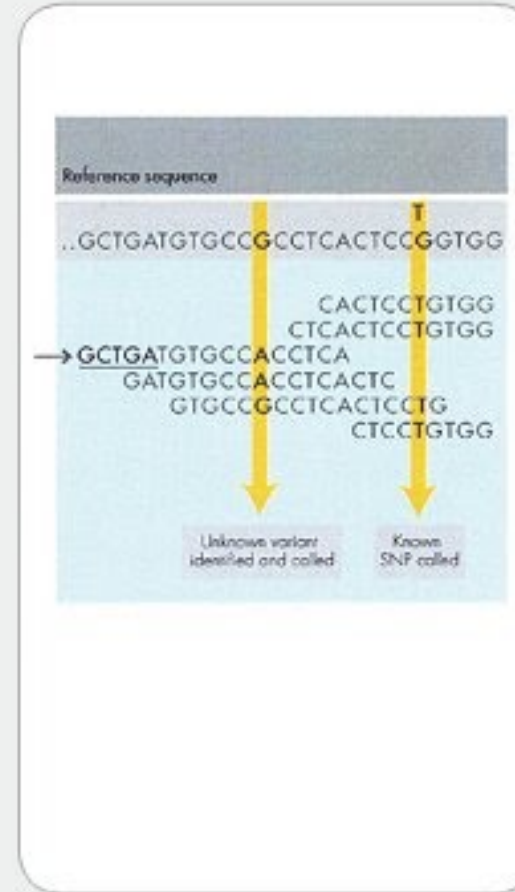 Reference sequence
T
..GCTGATGTGCCGCCTCACTCCGGTGG
CACTCCTGTGG
CTCACTCCTGTGG
GCTGATGTGCCACCTCA
GATGTGCCACCTCACTC
GTGCCGCCTCACTCCTG
CTCCTGTGG
Unknown variant
identified and called
Known
SNP called